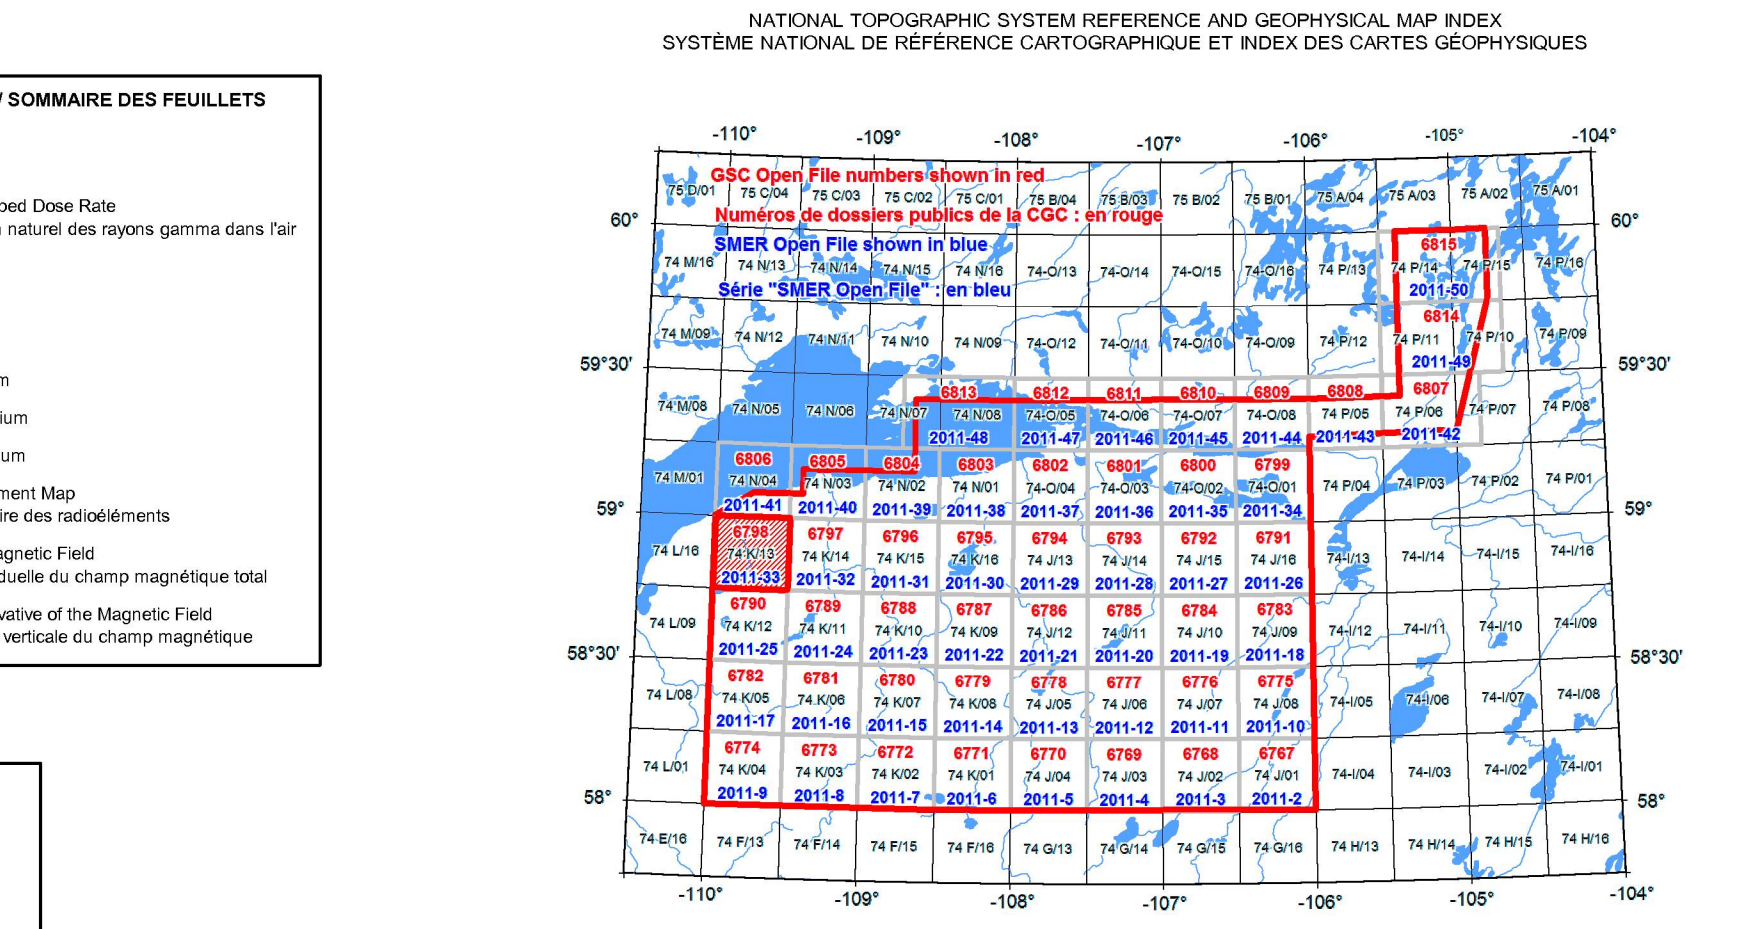 / SOMMAIRE DES FEUILLETS
bed Dose Rate
n naturel des rayons gamma dans l'air
m
ium
um
ment Map
ire des radioéléments
agnetic Field
duelle du champ magnétique total
vative of the Magnetic Field
verticale du champ magnétique
NATIONAL TOPOGRAPHIC SYSTEM REFERENCE AND GEOPHYSICAL MAP INDEX
SYSTÈME NATIONAL DE RÉFÉRENCE CARTOGRAPHIQUE ET INDEX DES CARTES GÉOPHYSIQUES
-110° -109° -108° -107° -106° -105° -104°
GSC Open File numbers shown in red
75 D/01 75 C/04 75 C/03 75 C/02 75 C/01 75 B/04 75 B/03 75 B/02 75 B/01 75 A/04 75 A/03 75 A/02 75 A/01
Numéros de dossiers publics de la CGC : en rouge
60° 60°
SMER Open File shown in blue
6815
74 M/16 74 N/13 74 N/14 74 N/15 74 N/16 74-O/13 74-O/14 74-O/15 74-O/16 74 P/13 74 P/14 74 P/15 74 P/16
Série "SMER Open File" : en bleu
2011-50
6814
74 M/09 74 N/12 74 N/11 74 N/10 74 N/09 74-O/12 74-O/11 74-O/10 74-O/09 74 P/12 74 P/11 74 P/10 74 P/09
59°30' 2011-49 59°30'
6813 6812 6811 6810 6809 6808 6807
74 M/08 74 N/05 74 N/06 74 N/07 74 N/08 74-O/05 74-O/06 74-O/07 74-O/08 74 P/05 74 P/06 74 P/07 74 P/08
2011-48 2011-47 2011-46 2011-45 2011-44 2011-43 2011-42
6806 6805 6804 6803 6802 6801 6800 6799
74 M/01 74 N/04 74 N/03 74 N/02 74 N/01 74-O/04 74-O/03 74-O/02 74-O/01 74 P/04 74 P/03 74 P/02 74 P/01
59° 2011-41 2011-40 2011-39 2011-38 2011-37 2011-36 2011-35 2011-34 59°
6798 6797 6796 6795 6794 6793 6792 6791
74 L/16 74 K/13 74 K/14 74 K/15 74 K/16 74 J/13 74 J/14 74 J/15 74 J/16 74-I/13 74-I/14 74-I/15 74-I/16
2011-33 2011-32 2011-31 2011-30 2011-29 2011-28 2011-27 2011-26
6790 6789 6788 6787 6786 6785 6784 6783
74 L/09 74 K/12 74 K/11 74 K/10 74 K/09 74 J/12 74 J/11 74 J/10 74 J/09 74-I/12 74-I/11 74-I/10 74-I/09
58°30' 2011-25 2011-24 2011-23 2011-22 2011-21 2011-20 2011-19 2011-18 58°30'
6782 6781 6780 6779 6778 6777 6776 6775
74 L/08 74 K/05 74 K/06 74 K/07 74 K/08 74 J/05 74 J/06 74 J/07 74 J/08 74-I/05 74-I/06 74-I/07 74-I/08
2011-17 2011-16 2011-15 2011-14 2011-13 2011-12 2011-11 2011-10
6774 6773 6772 6771 6770 6769 6768 6767
74 L/01 74 K/04 74 K/03 74 K/02 74 K/01 74 J/04 74 J/03 74 J/02 74 J/01 74-I/04 74-I/03 74-I/02 74-I/01
58° 2011-9 2011-8 2011-7 2011-6 2011-5 2011-4 2011-3 2011-2 58°
74 E/16 74 F/13 74 F/14 74 F/15 74 F/16 74 G/13 74 G/14 74 G/15 74 G/16 74 H/13 74 H/14 74 H/15 74 H/16
-110° -109° -108° -107° -106° -105° -104°